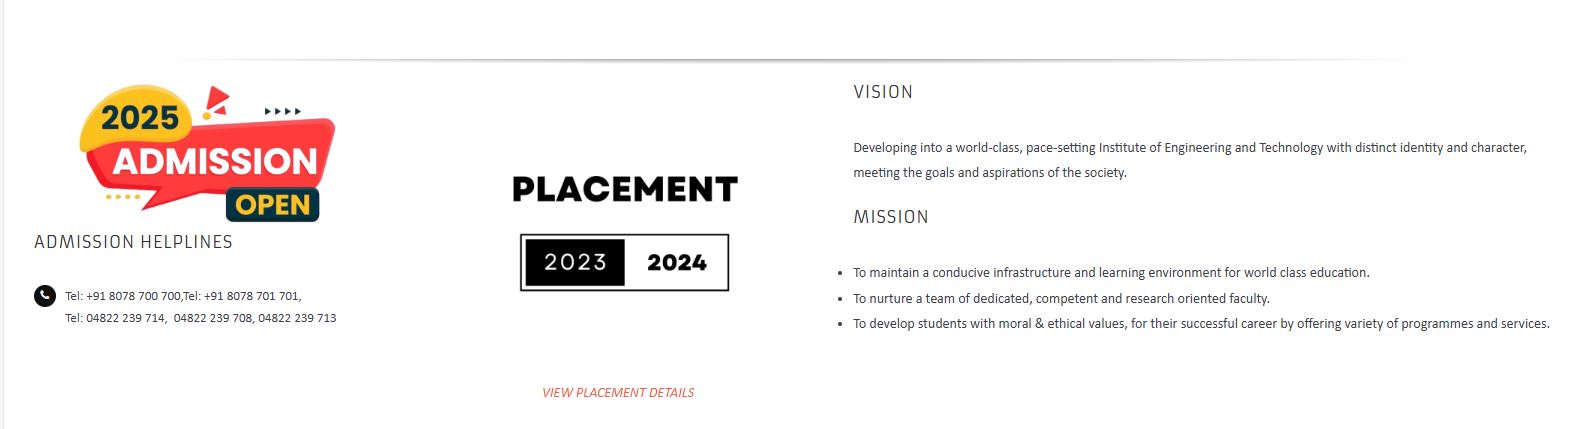 2025
ADMISSION
OPEN
ADMISSION HELPLINES
Tel: +91 8078 700 700,Tel: +91 8078 701 701,
Tel: 04822 239 714,  04822 239 708, 04822 239 713
PLACEMENT
2023 2024
VIEW PLACEMENT DETAILS
VISION
Developing into a world-class, pace-setting Institute of Engineering and Technology with distinct identity and character,
meeting the goals and aspirations of the society.
MISSION
• To maintain a conducive infrastructure and learning environment for world class education.
• To nurture a team of dedicated, competent and research oriented faculty.
• To develop students with moral & ethical values, for their successful career by offering variety of programmes and services.